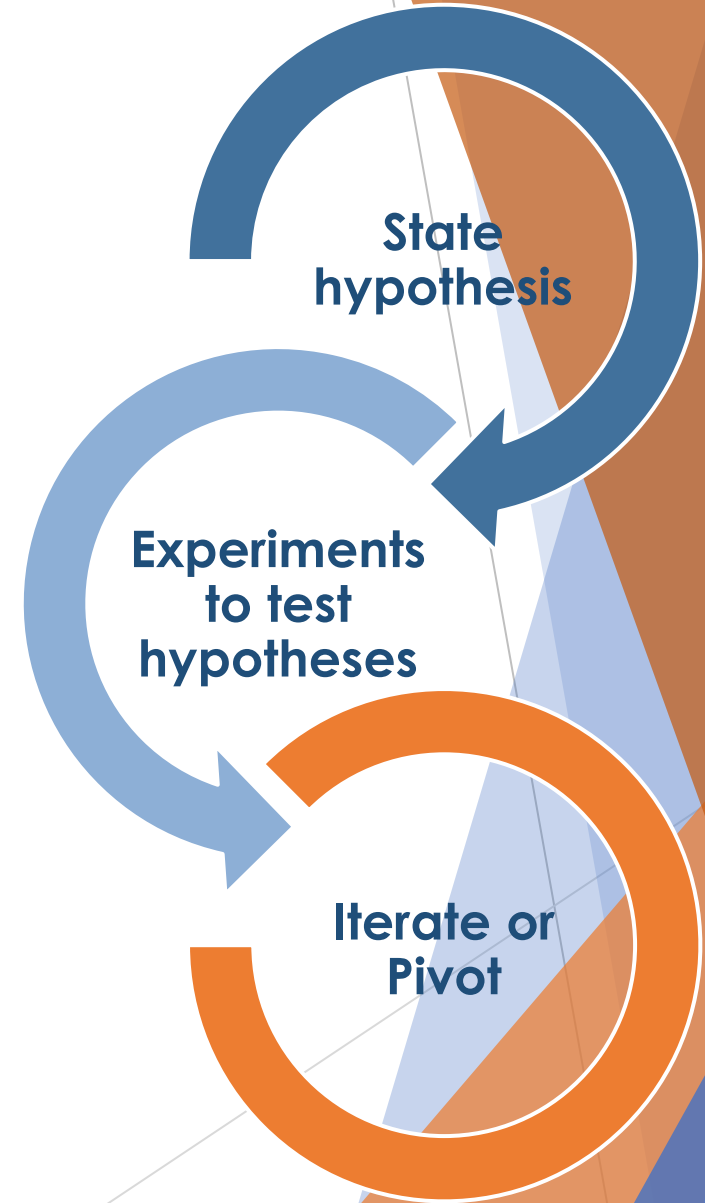 State
hypothesis
Experiments
to test
hypotheses
Iterate or
Pivot